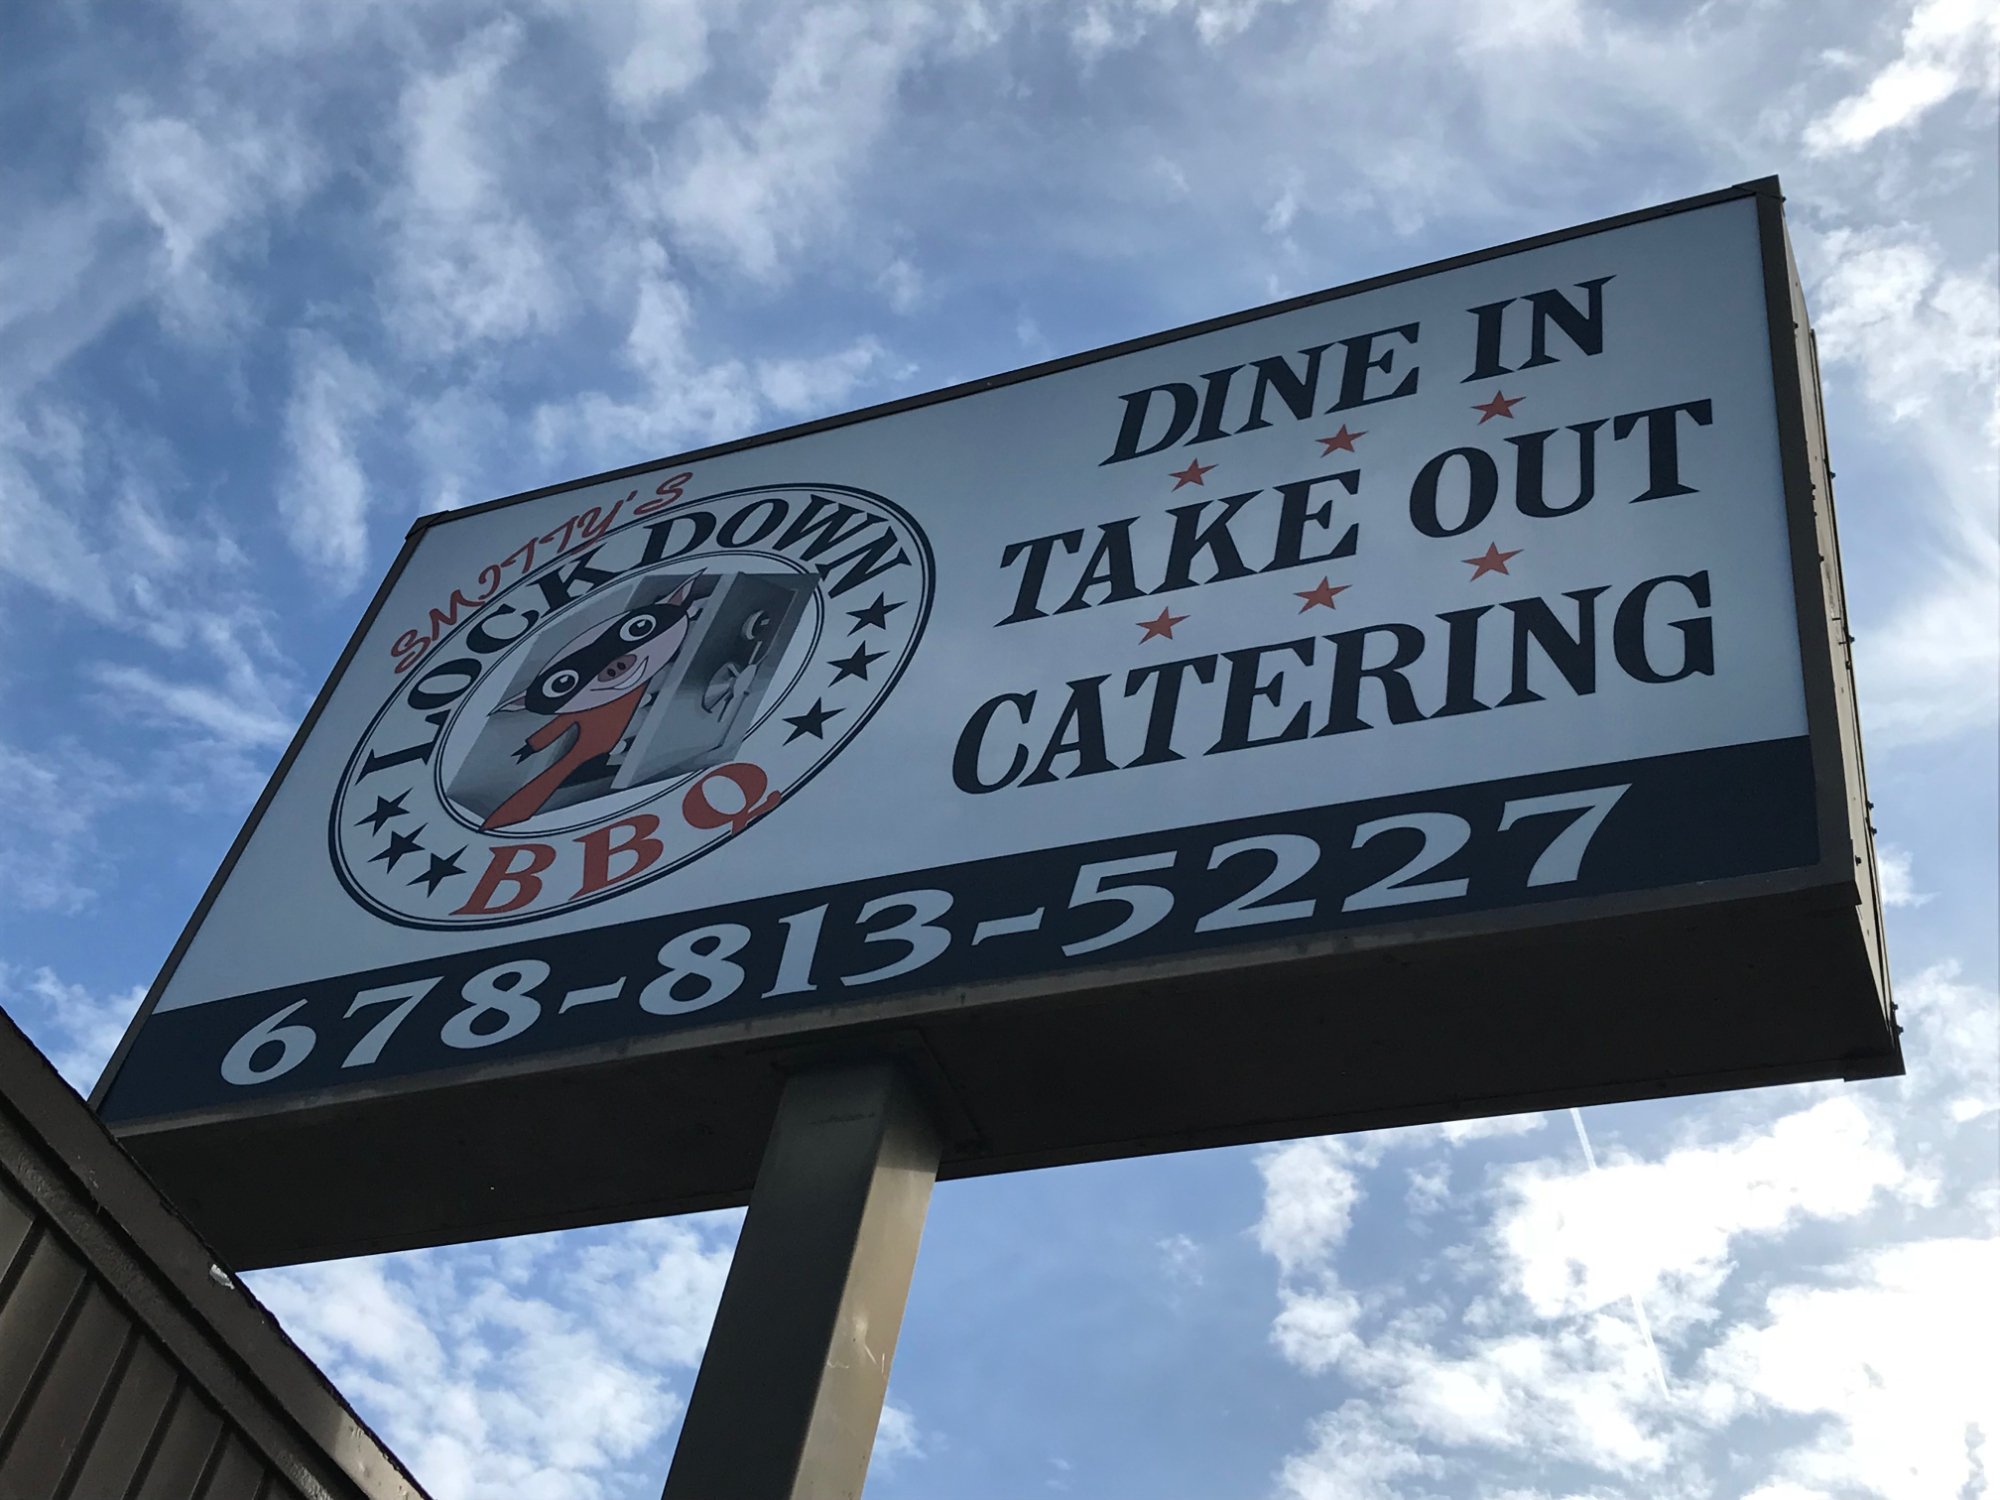 SMITTY'S
LOCKDOWN
BBQ
DINE IN
TAKE OUT
CATERING
678-813-5227